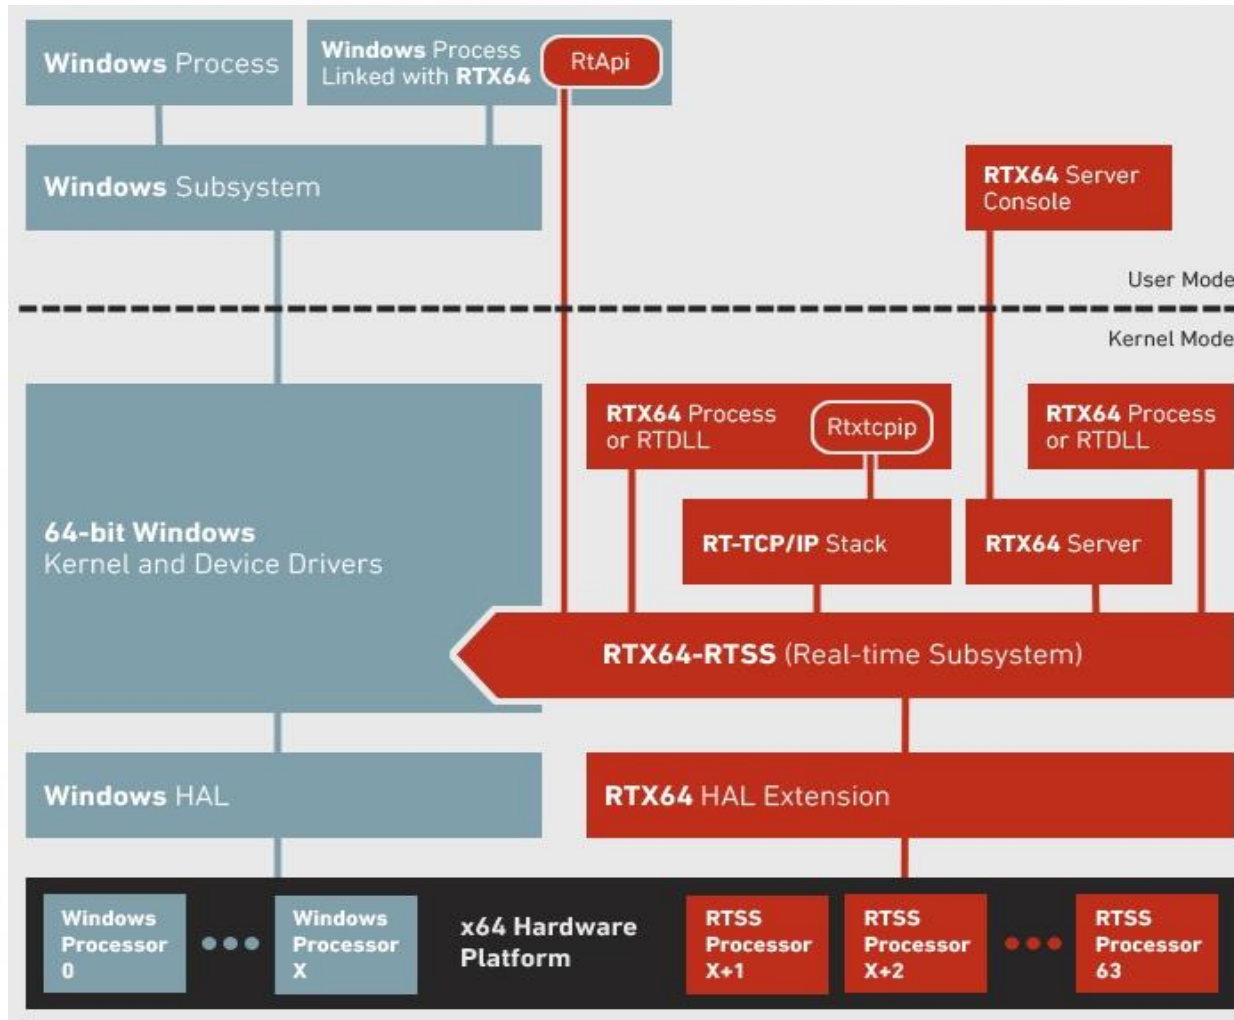 Windows Process
Windows Process
Linked with RTX64
RtApi
Windows Subsystem
RTX64 Server
Console
User Mode
Kernel Mode
RTX64 Process
or RTDLL
Rtxtcpip
RTX64 Process
or RTDLL
64-bit Windows
Kernel and Device Drivers
RT-TCP/IP Stack
RTX64 Server
RTX64-RTSS (Real-time Subsystem)
Windows HAL
RTX64 HAL Extension
Windows
Processor
0
Windows
Processor
X
x64 Hardware
Platform
RTSS
Processor
X+1
RTSS
Processor
X+2
RTSS
Processor
63